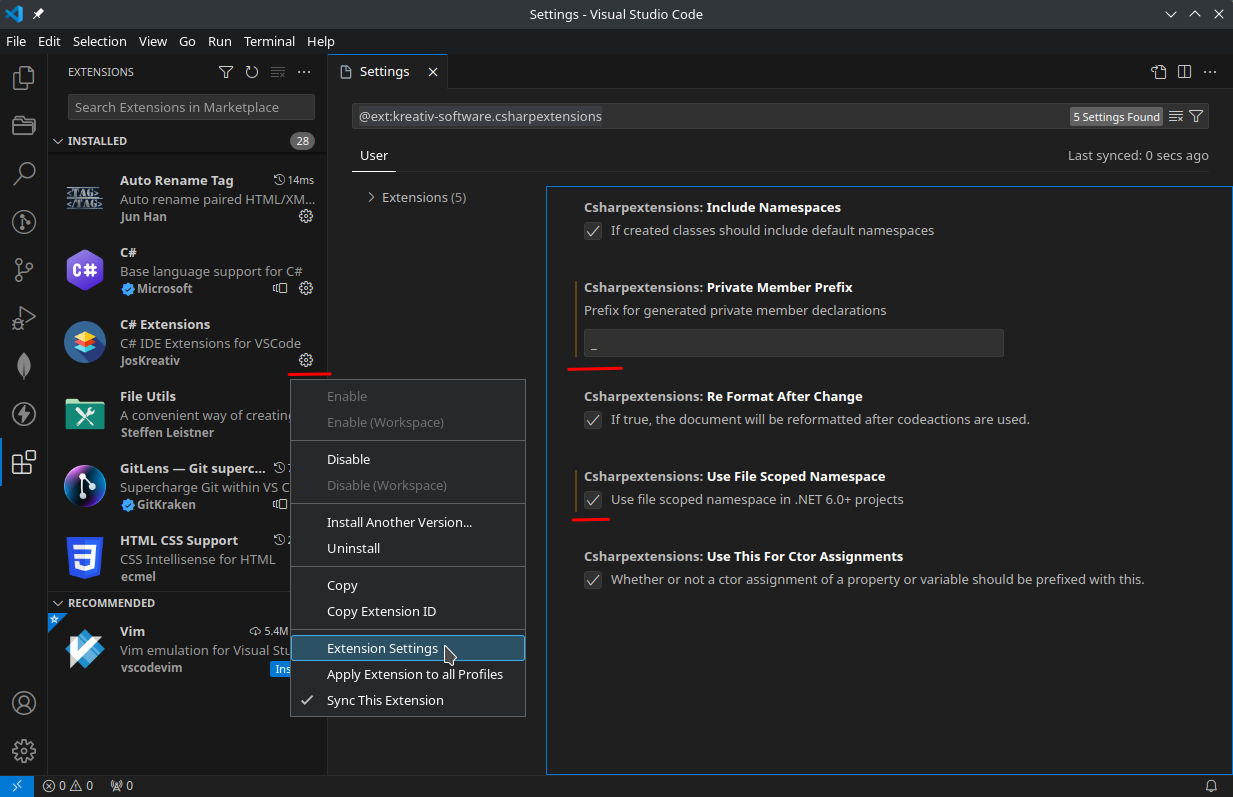 Settings - Visual Studio Code
File Edit Selection View Go Run Terminal Help
EXTENSIONS
Search Extensions in Marketplace
INSTALLED 28
<TAG>
</TAG>
Auto Rename Tag 14ms
Auto rename paired HTML/XM...
Jun Han
C#
C#
Base language support for C#
Microsoft
C# Extensions
C# IDE Extensions for VSCode
JosKreativ
File Utils
A convenient way of creating
Steffen Leistner
GitLens — Git superc...
Supercharge Git within VS C
GitKraken
HTML CSS Support
CSS Intellisense for HTML
ecmel
RECOMMENDED
Vim 5.4M
Vim emulation for Visual Stu
vscodevim
Ins
Enable
Enable (Workspace)
Disable
Disable (Workspace)
Install Another Version...
Uninstall
Copy
Copy Extension ID
Extension Settings
Apply Extension to all Profiles
Sync This Extension
Settings
@ext:kreativ-software.csharpextensions 5 Settings Found
User Last synced: 0 secs ago
Extensions (5)
Csharpextensions: Include Namespaces
If created classes should include default namespaces
Csharpextensions: Private Member Prefix
Prefix for generated private member declarations
_
Csharpextensions: Re Format After Change
If true, the document will be reformatted after codeactions are used.
Csharpextensions: Use File Scoped Namespace
Use file scoped namespace in .NET 6.0+ projects
Csharpextensions: Use This For Ctor Assignments
Whether or not a ctor assignment of a property or variable should be prefixed with this.
0 0 0